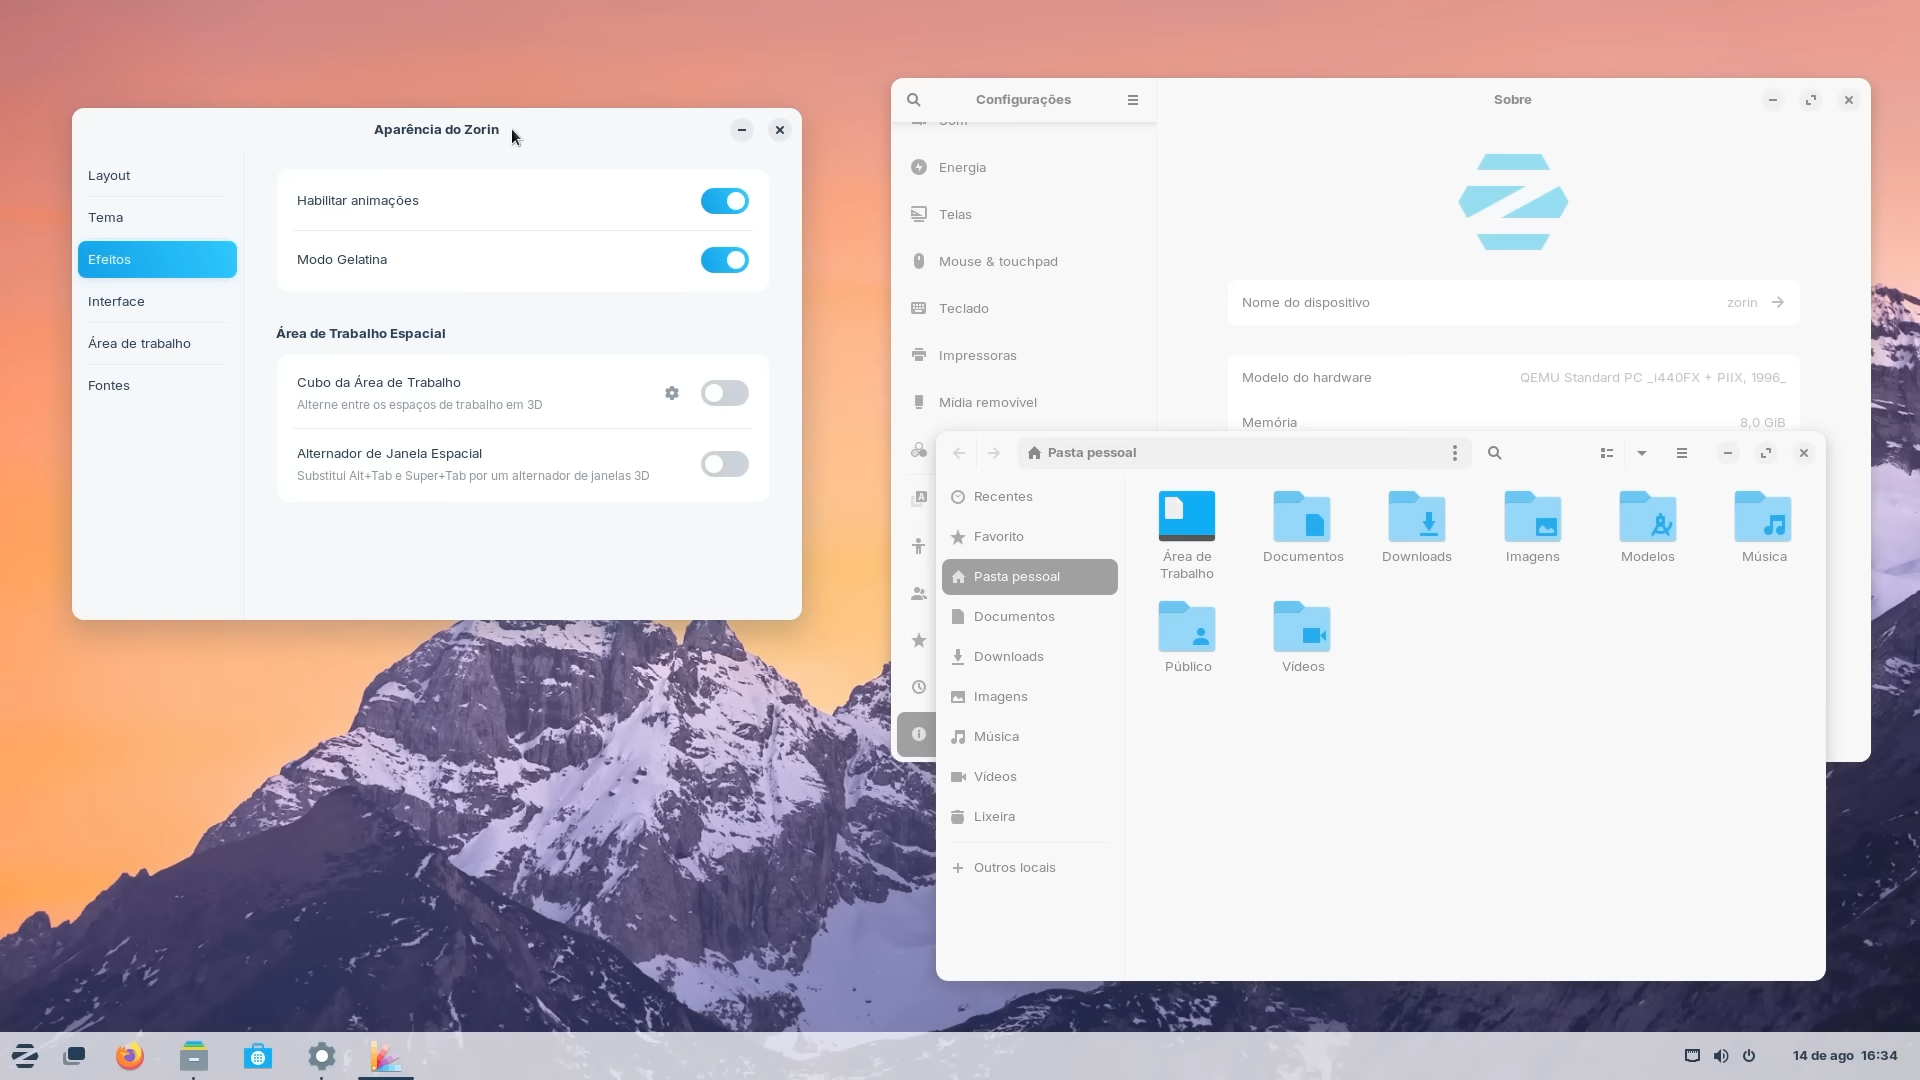 Aparência do Zorin
Layout
Tema
Efeitos
Interface
Área de trabalho
Fontes
Habilitar animações
Modo Gelatina
Área de Trabalho Espacial
Cubo da Área de Trabalho
Alterne entre os espaços de trabalho em 3D
Alternador de Janela Espacial
Substitui Alt+Tab e Super+Tab por um alternador de janelas 3D
Configurações
Som
Energia
Telas
Mouse & touchpad
Teclado
Impressoras
Mídia removível
Sobre
Nome do dispositivo zorin
Modelo do hardware QEMU Standard PC _i440FX + PIIX, 1996_
Memória 8,0 GiB
Pasta pessoal
Recentes
Favorito
Pasta pessoal
Documentos
Downloads
Imagens
Música
Vídeos
Lixeira
Outros locais
Área de
Trabalho
Documentos
Downloads
Imagens
Modelos
Música
Público
Vídeos
14 de ago 16:34